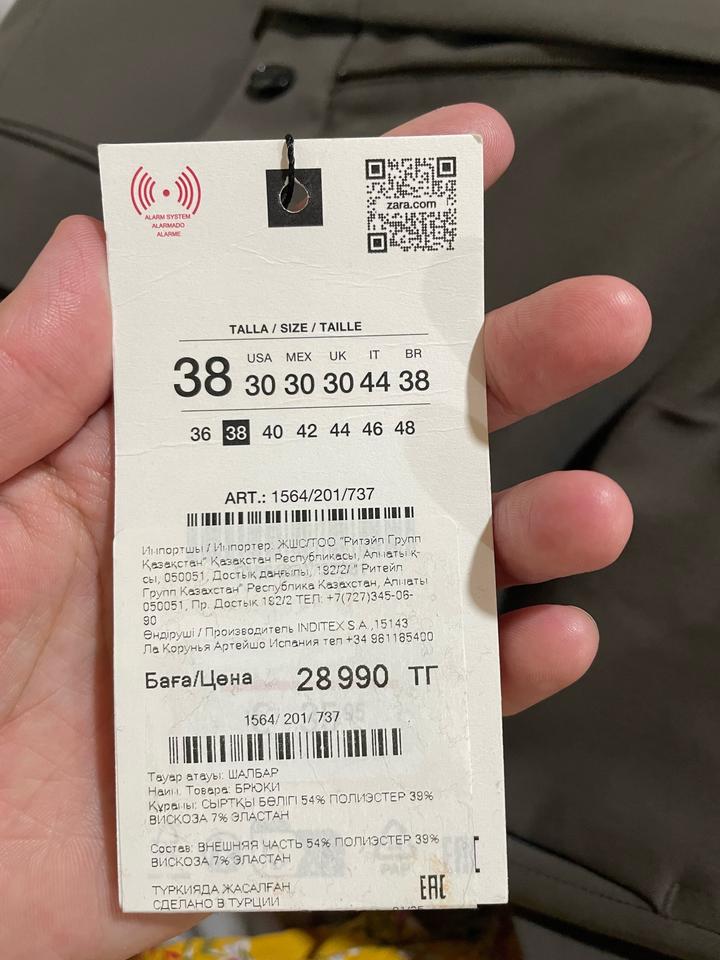 ALARM SYSTEM
ALARMADO
ALARME
zara.com
TALLA / SIZE / TAILLE
38 USA MEX UK IT BR
30 30 30 44 38
36 38 40 42 44 46 48
ART.: 1564/201/737
Импортшы / Импортер: ЖШС/ТОО "Ритэйл Групп
Қазақстан" Қазақстан Республикасы, Алматы қ-
сы, 050051, Достық даңғылы, 192/2/ " Ритейл
Групп Казахстан" Республика Казахстан, Алматы
050051, Пр. Достык 192/2 ТЕЛ: +7(727)345-06-
90
Өндіруші / Производитель INDITEX S.A.,15143
Ла Корунья Артейшо Испания тел +34 981185400
Баға/Цена 28 990 ТГ
1564/ 201/ 737
Тауар атауы: ШАЛБАР
Наим. Товара: БРЮКИ
Құрамы: СЫРТҚЫ БӨЛІГІ 54% ПОЛИЭСТЕР 39%
ВИСКОЗА 7% ЭЛАСТАН
Состав: ВНЕШНЯЯ ЧАСТЬ 54% ПОЛИЭСТЕР 39%
ВИСКОЗА 7% ЭЛАСТАН
ТҮРКИЯДА ЖАСАЛҒАН
СДЕЛАНО В ТУРЦИИ
EAC